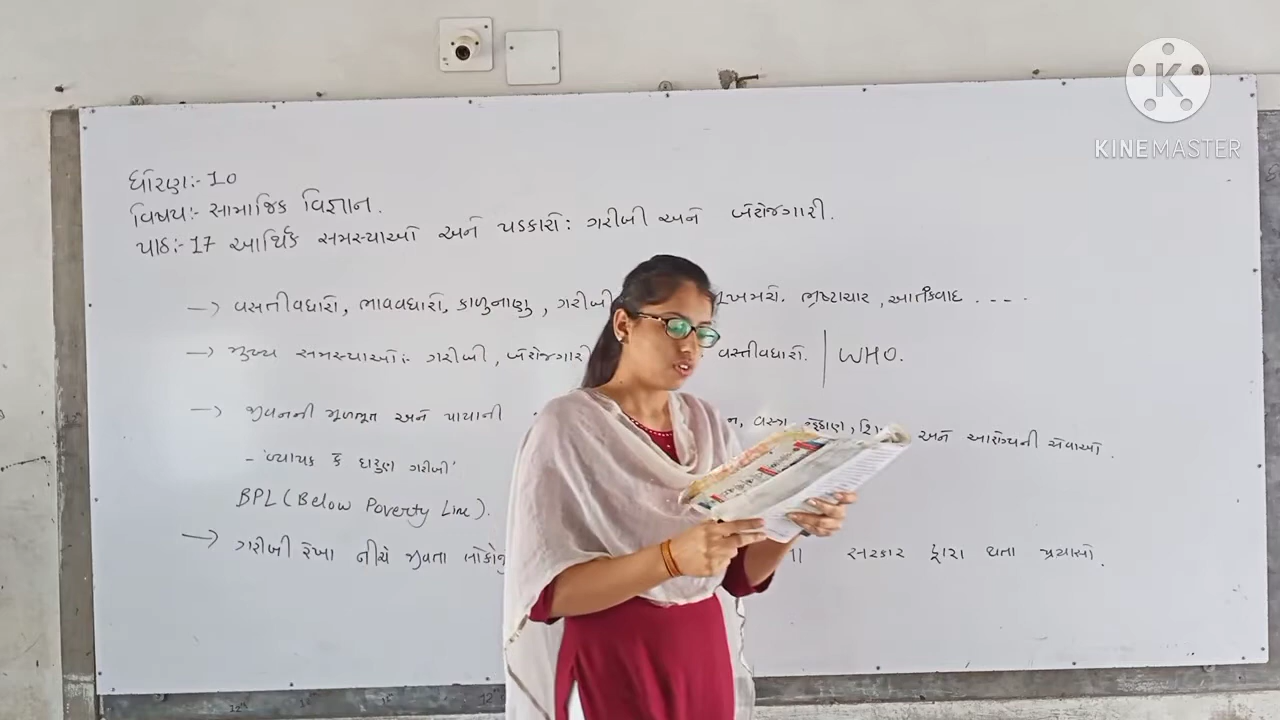 ધોરણ:- 10
વિષય:- સામાજિક વિજ્ઞાન.
પાઠ:- 17 આર્થિક સમસ્યાઓ અને પડકારો: ગરીબી અને બેરોજગારી.
→ વસતીવધારો, ભાવવધારો, કાળુનાણુ, ગરીબી ભૂખમરો. ભ્રષ્ટાચાર, આતંકવાદ ----
→ મુખ્ય સમસ્યાઓ:- ગરીબી, બેરોજગારી વસ્તીવધારો. | WHO.
→ જીવનની મૂળભૂત અને પાયાની વસ્ત્ર, રહેઠાણ, અને આરોગ્યની સેવાઓ.
- 'વ્યાપક કે દારુણ ગરીબી'
BPL (Below Poverty Line).
→ ગરીબી રેખા નીચે જીવતા સરકાર દ્વારા થતા પ્રયાસો.
KINEMASTER